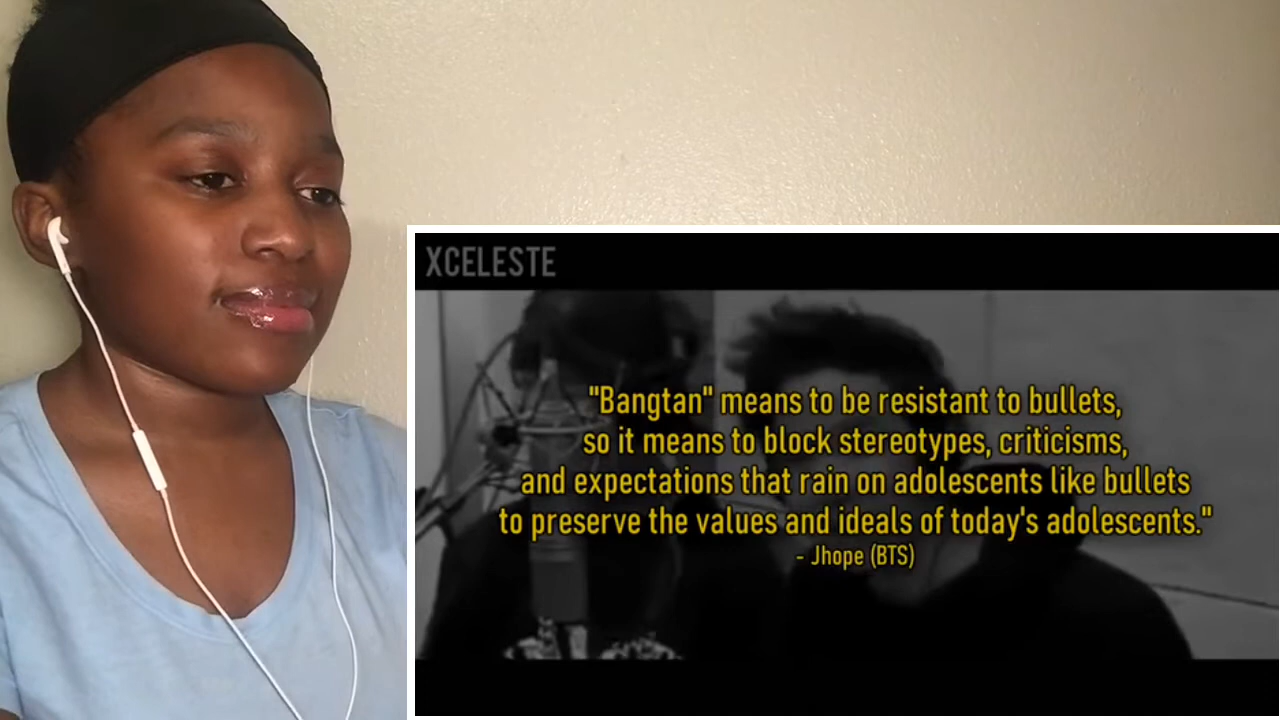 XCELESTE
"Bangtan" means to be resistant to bullets,
so it means to block stereotypes, criticisms,
and expectations that rain on adolescents like bullets
to preserve the values and ideals of today's adolescents."
- Jhope (BTS)